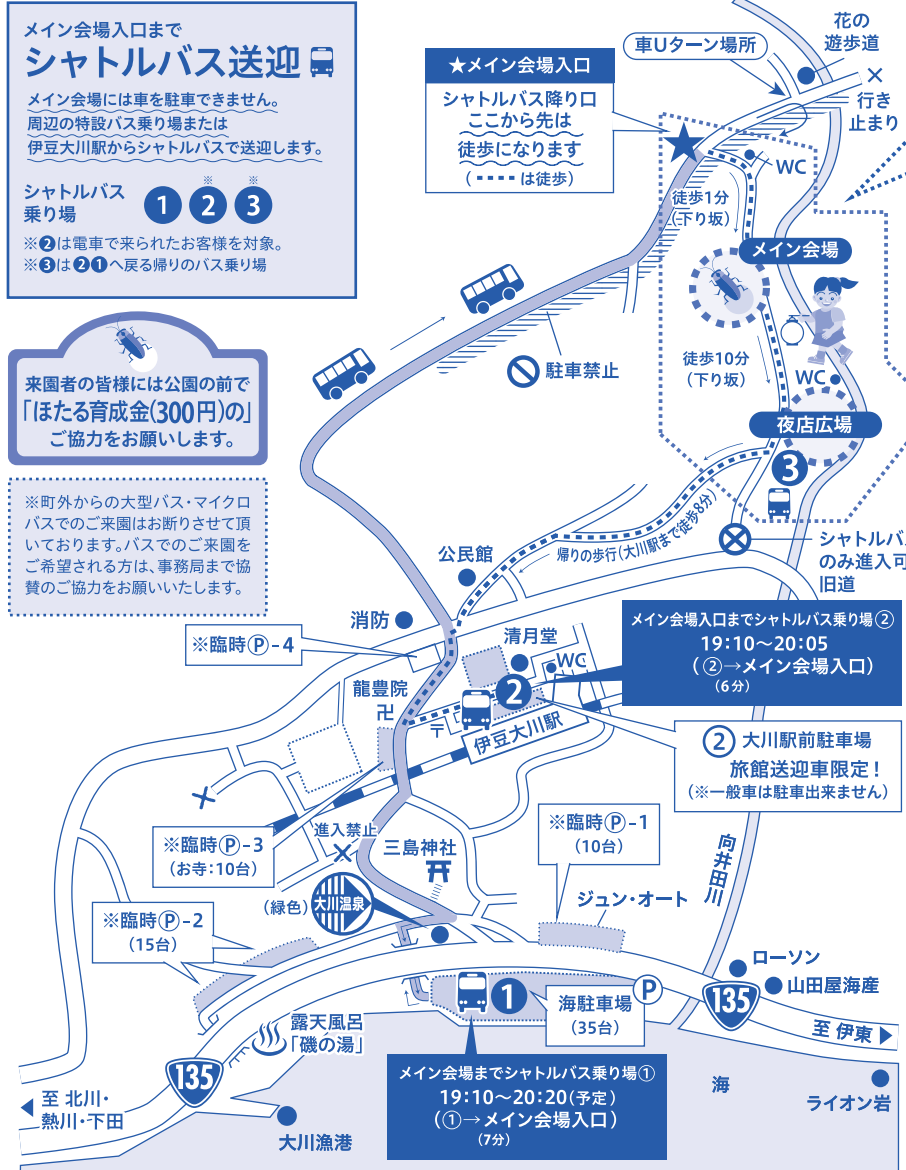 メイン会場入口まで
シャトルバス送迎
メイン会場には車を駐車できません。
周辺の特設バス乗り場または
伊豆大川駅からシャトルバスで送迎します。
シャトルバス
乗り場
1 ※2 ※3
※❷は電車で来られたお客様を対象。
※❸は❷❶へ戻る帰りのバス乗り場
来園者の皆様には公園の前で
「ほたる育成金(300円)の」
ご協力をお願いします。
※町外からの大型バス・マイクロ
バスでのご来園はお断りさせて頂
いております。バスでのご来園を
ご希望される方は、事務局まで協
賛のご協力をお願いいたします。
★メイン会場入口
シャトルバス降り口
ここから先は
徒歩になります
(は徒歩)
車Uターン場所
花の
遊歩道
行き
止まり
WC
徒歩1分
(下り坂)
メイン会場
徒歩10分
(下り坂)
WC
夜店広場
3
駐車禁止
シャトルバス
のみ進入可
旧道
帰りの歩行(大川駅まで徒歩8分)
公民館
消防
※臨時Ⓟ-4
清月堂
WC
龍豊院
卍
2
〒
伊豆大川駅
メイン会場入口までシャトルバス乗り場②
19:10〜20:05
(②→メイン会場入口)
(6分)
② 大川駅前駐車場
旅館送迎車限定!
(※一般車は駐車出来ません)
※臨時Ⓟ-3
(お寺:10台)
進入禁止
三島神社
※臨時Ⓟ-1
(10台)
向井田川
(緑色)
大川温泉
ジュン・オート
※臨時Ⓟ-2
(15台)
ローソン
山田屋海産
1
P
海駐車場
(35台)
135
至 伊東
露天風呂
「磯の湯」
135
メイン会場までシャトルバス乗り場①
19:10〜20:20(予定)
(①→メイン会場入口)
(7分)
海
ライオン岩
至 北川・
熱川・下田
大川漁港